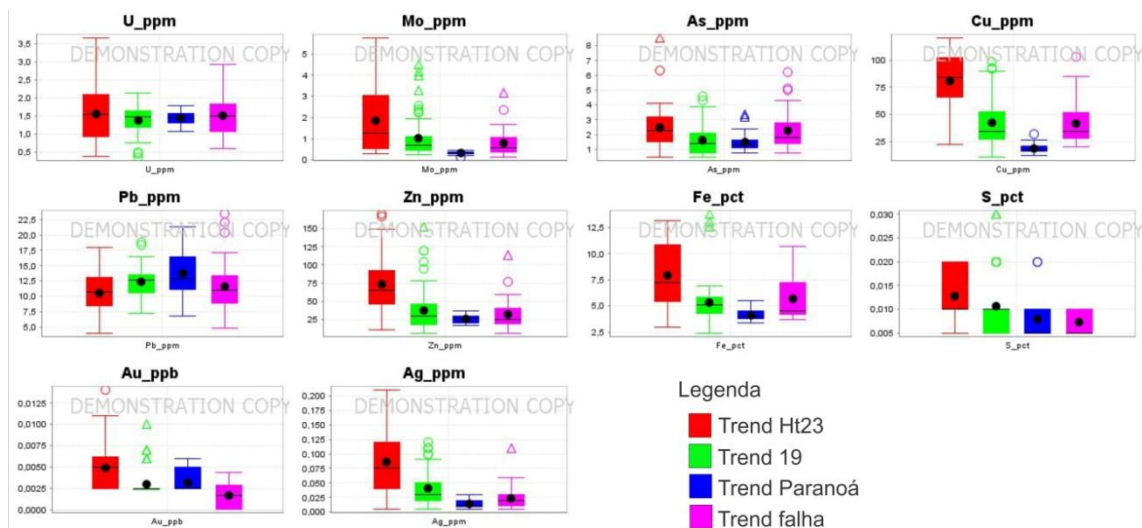 U_ppm
Mo_ppm
As_ppm
Cu_ppm
DEMONSTRATION COPY
DEMONSTRATION COPY
DEMONSTRATION COPY
DEMONSTRATION COPY
3,5
3,0
2,5
2,0
1,5
1,0
0,5
5
4
3
2
1
0
8
7
6
5
4
3
2
1
100
75
50
25
U_ppm
Mo_ppm
As_ppm
Cu_ppm
Pb_ppm
Zn_ppm
Fe_pct
S_pct
DEMONSTRATION COPY
DEMONSTRATION COPY
DEMONSTRATION COPY
DEMONSTRATION COPY
22,5
20,0
17,5
15,0
12,5
10,0
7,5
5,0
150
125
100
75
50
25
12,5
10,0
7,5
5,0
2,5
0,030
0,025
0,020
0,015
0,010
0,005
Pb_ppm
Zn_ppm
Fe_pct
S_pct
Au_ppb
Ag_ppm
DEMONSTRATION COPY
DEMONSTRATION COPY
0,0125
0,0100
0,0075
0,0050
0,0025
0,0000
0,200
0,175
0,150
0,125
0,100
0,075
0,050
0,025
0,000
Au_ppb
Ag_ppm
Legenda
Trend Ht23
Trend 19
Trend Paranoá
Trend falha